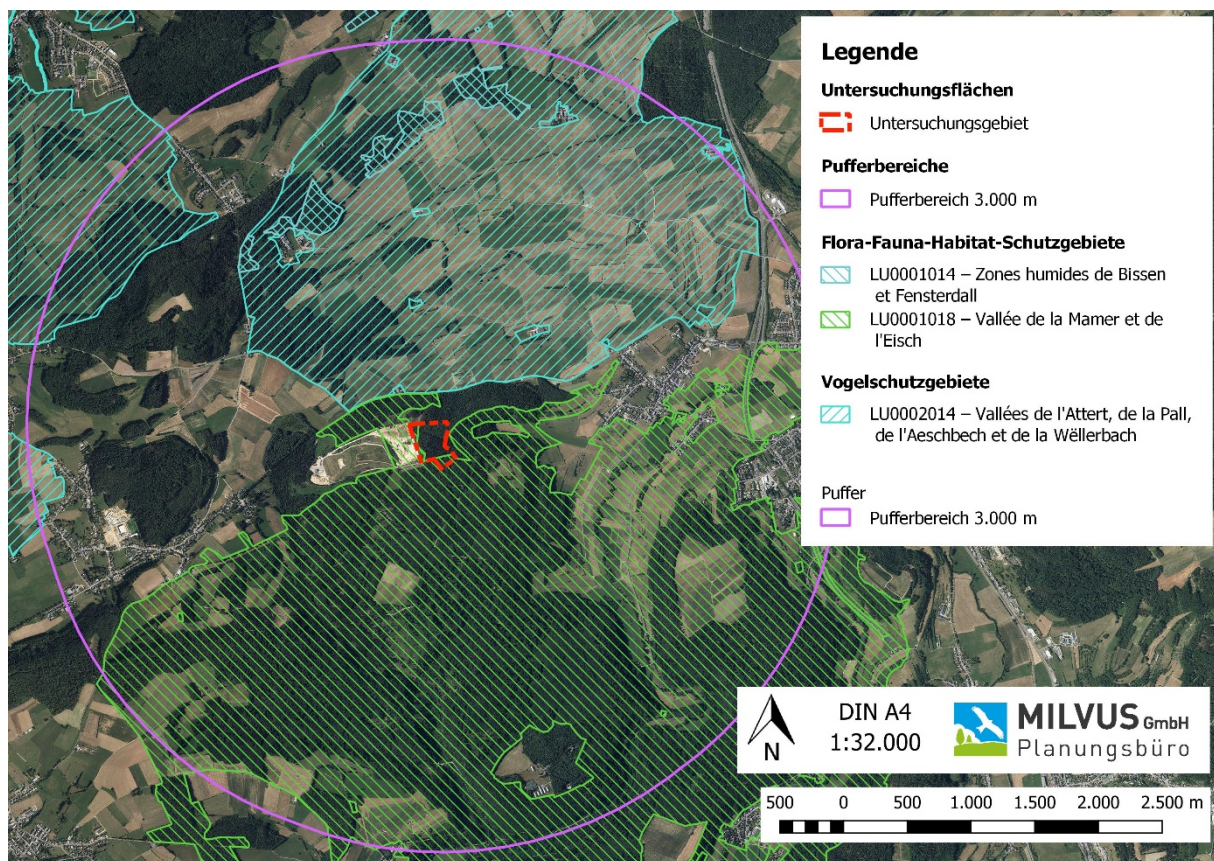 Legende
Untersuchungsflächen
Untersuchungsgebiet
Pufferbereiche
Pufferbereich 3.000 m
Flora-Fauna-Habitat-Schutzgebiete
LU0001014 – Zones humides de Bissen
et Fensterdall
LU0001018 – Vallée de la Mamer et de
l'Eisch
Vogelschutzgebiete
LU0002014 – Vallées de l'Attert, de la Pall,
de l'Aeschbech et de la Wëllerbach
Puffer
Pufferbereich 3.000 m
N
DIN A4
1:32.000
MILVUS GmbH
Planungsbüro
500 0 500 1.000 1.500 2.000 2.500 m